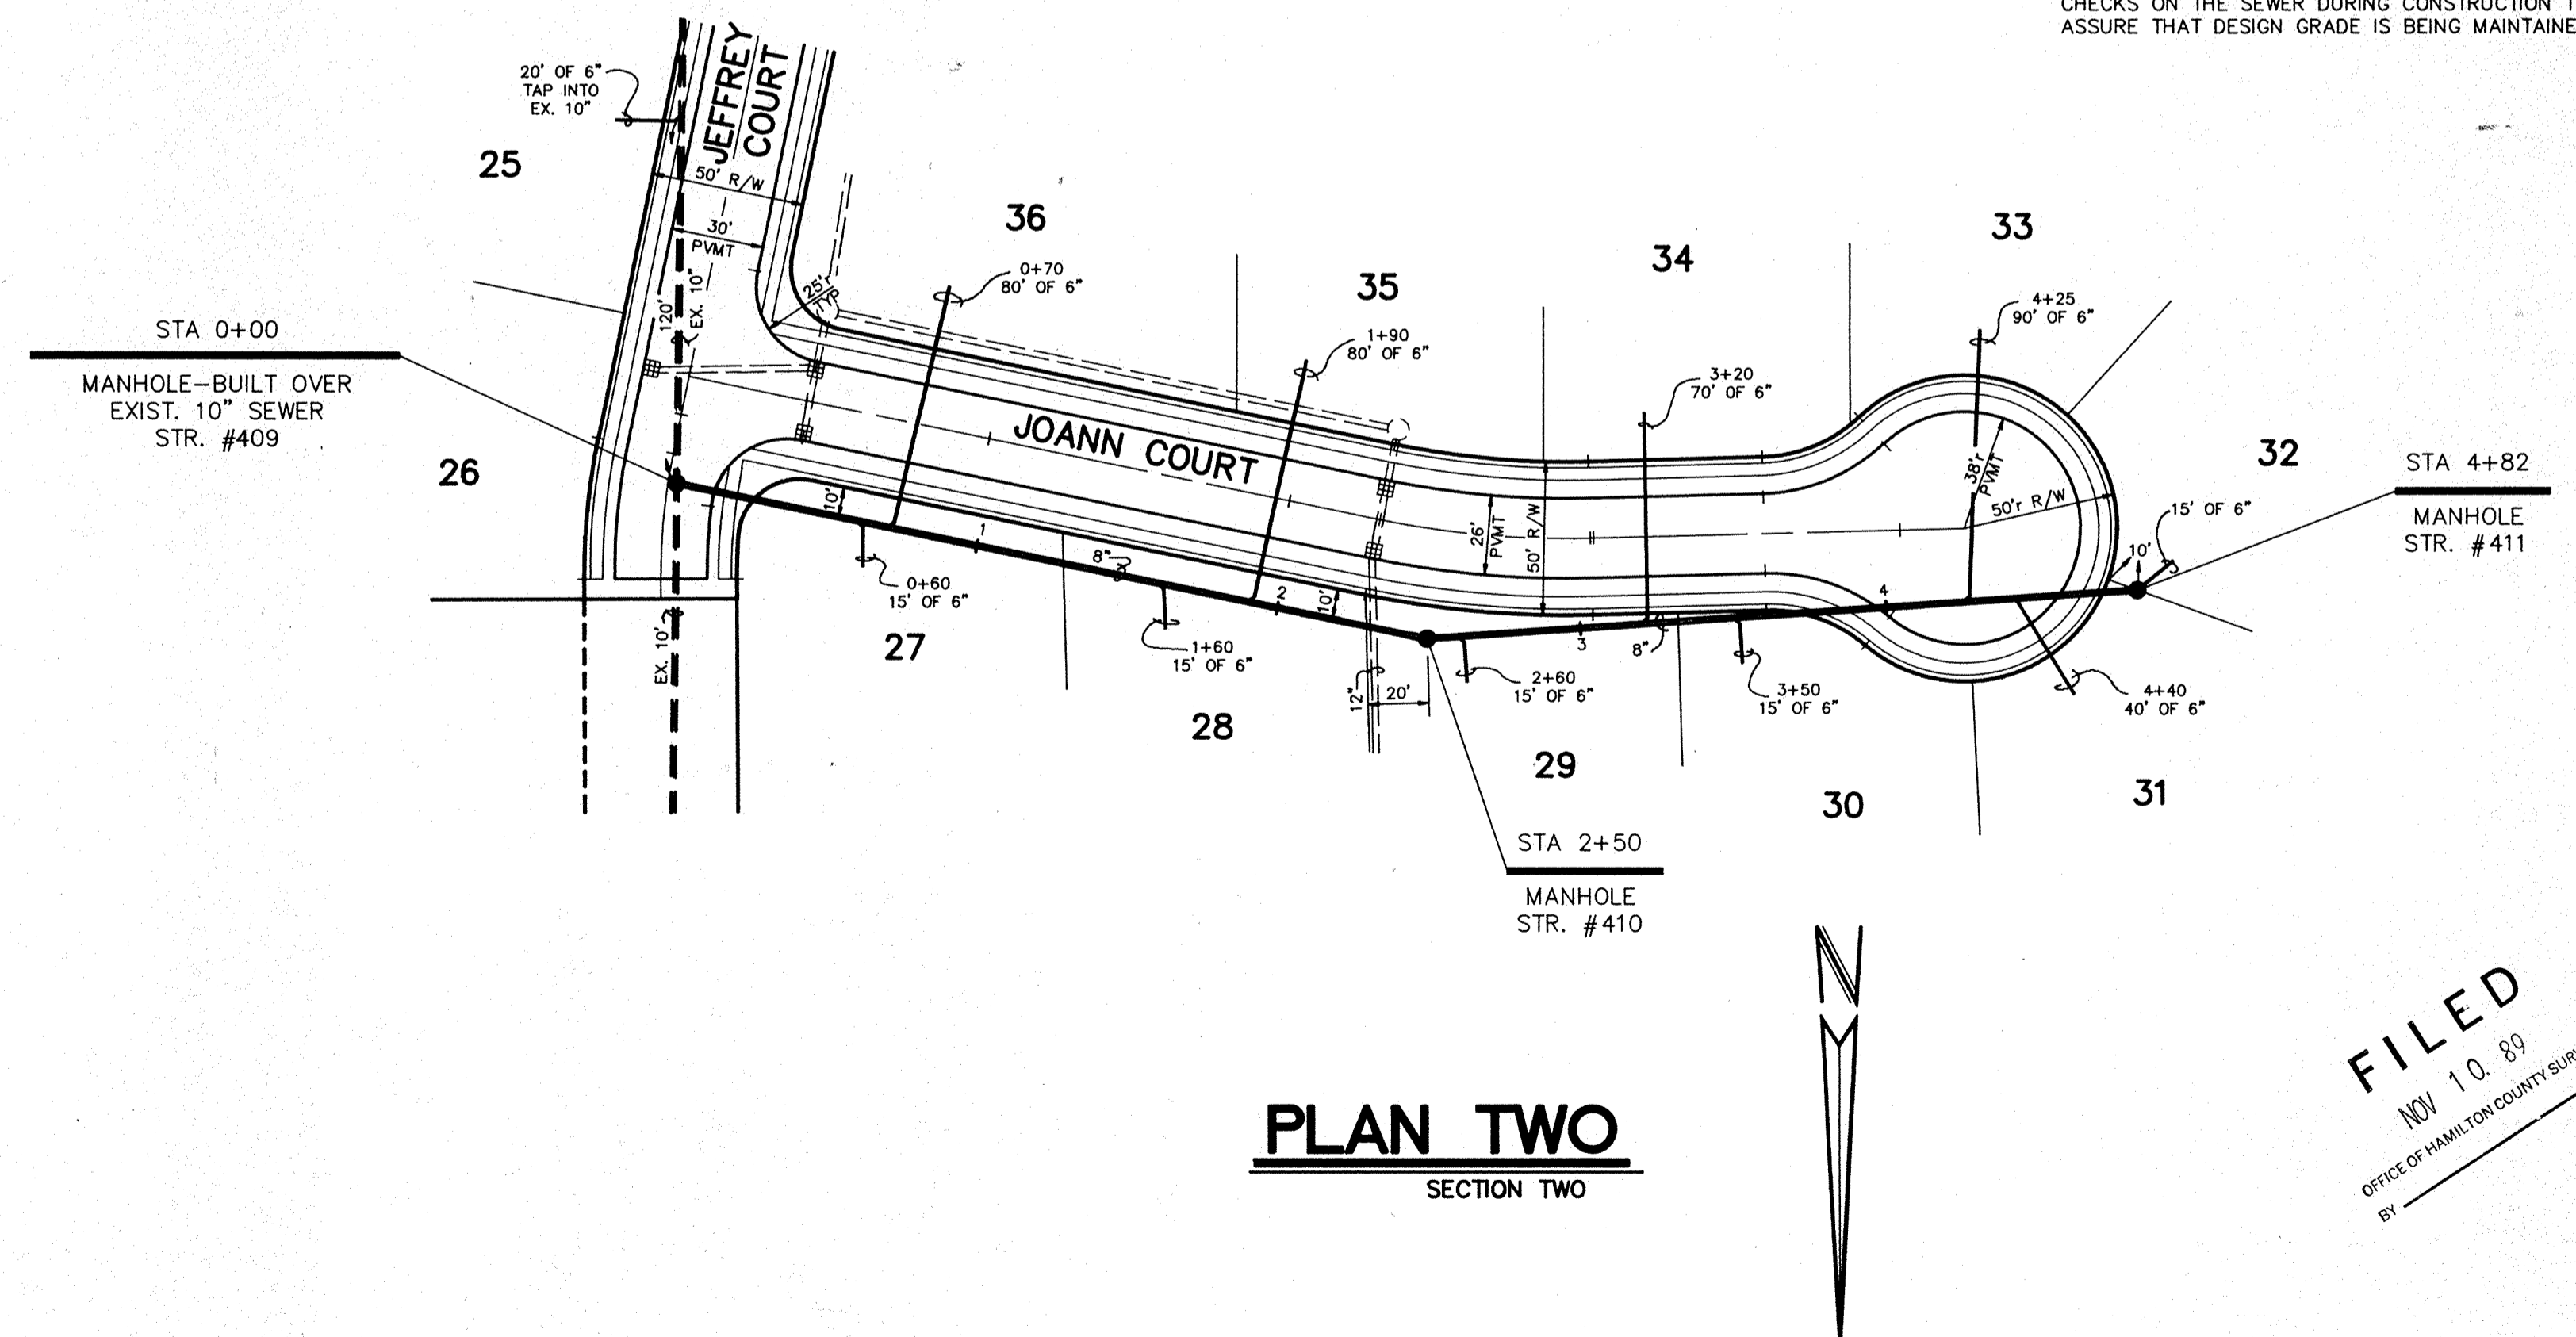 CHECKS ON THE SEWER DURING CONSTRUCTION
ASSURE THAT DESIGN GRADE IS BEING
20' OF 6"
TAP INTO
EX. 10"
JEFFREY
COURT
25
50' R/W
30'
PVMT
36
33
34
35
0+70
80' OF 6"
25'r
TYP
120'
EX. 10"
STA 0+00
MANHOLE-BUILT OVER
EXIST. 10" SEWER
STR. #409
1+90
80' OF 6"
4+25
90' OF 6"
3+20
70' OF 6"
JOANN COURT
26
32
STA 4+82
MANHOLE
STR. #411
38'r
PVMT
50'r R/W
15' OF 6"
10'
10'
1
8"
26'
PVMT
50' R/W
0+60
15' OF 6"
2
10'
4
EX. 10'
27
1+60
15' OF 6"
3
8"
2+60
15' OF 6"
3+50
15' OF 6"
4+40
40' OF 6"
12"
20'
28
29
30
31
STA 2+50
MANHOLE
STR. #410
N
PLAN TWO
SECTION TWO
FILED
NOV 10. 89
OFFICE OF HAMILTON COUNTY
BY